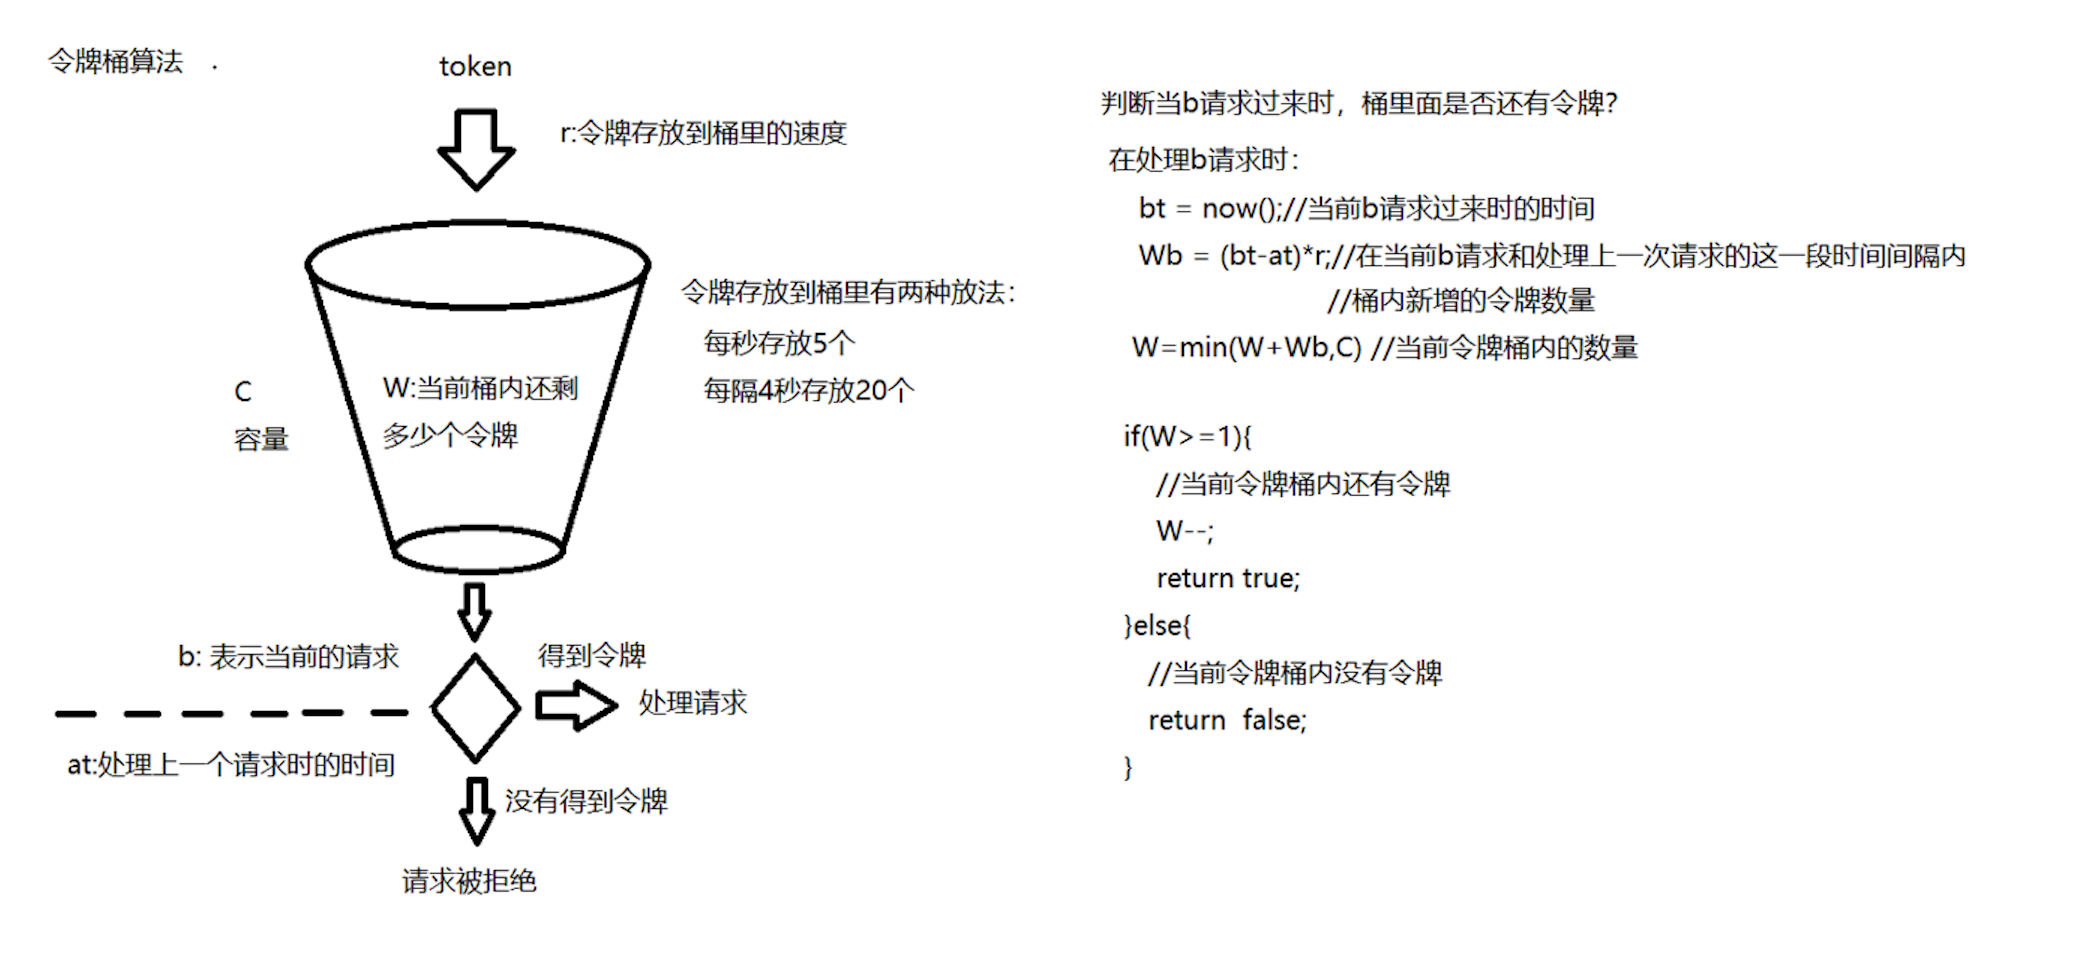 令牌桶算法 .
token
r:令牌存放到桶里的速度
令牌存放到桶里有两种放法：
每秒存放5个
每隔4秒存放20个
C
容量
W:当前桶内还剩
多少个令牌
b: 表示当前的请求
得到令牌
处理请求
at:处理上一个请求时的时间
没有得到令牌
请求被拒绝
判断当b请求过来时，桶里面是否还有令牌？
在处理b请求时：
bt = now();//当前b请求过来时的时间
Wb = (bt-at)*r;//在当前b请求和处理上一次请求的这一段时间间隔内
//桶内新增的令牌数量
W=min(W+Wb,C) //当前令牌桶内的数量
if(W>=1){
//当前令牌桶内还有令牌
W--;
return true;
}else{
//当前令牌桶内没有令牌
return  false;
}